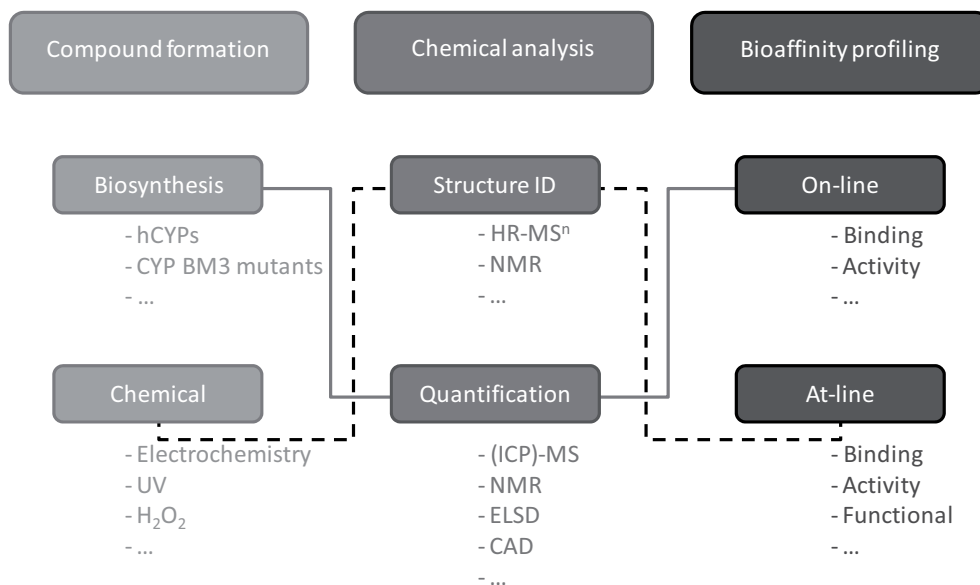 Compound formation
Chemical analysis
Bioaffinity profiling
Biosynthesis
- hCYPs
- CYP BM3 mutants
- ...
Structure ID
- HR-MSⁿ
- NMR
- ...
On-line
- Binding
- Activity
- ...
Chemical
- Electrochemistry
- UV
- H₂O₂
- ...
Quantification
- (ICP)-MS
- NMR
- ELSD
- CAD
- ...
At-line
- Binding
- Activity
- Functional
- ...